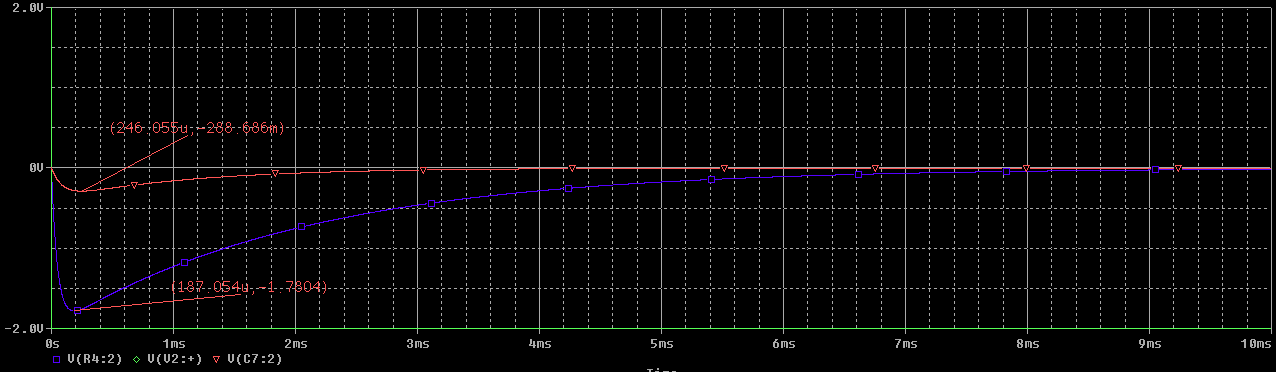 2.0V
(246.055u,-288.686m)
0V
(187.054u,-1.7804)
-2.0V
0s 1ms 2ms 3ms 4ms 5ms 6ms 7ms 8ms 9ms 10ms
V(R4:2) V(V2:+) V(C7:2)
Time